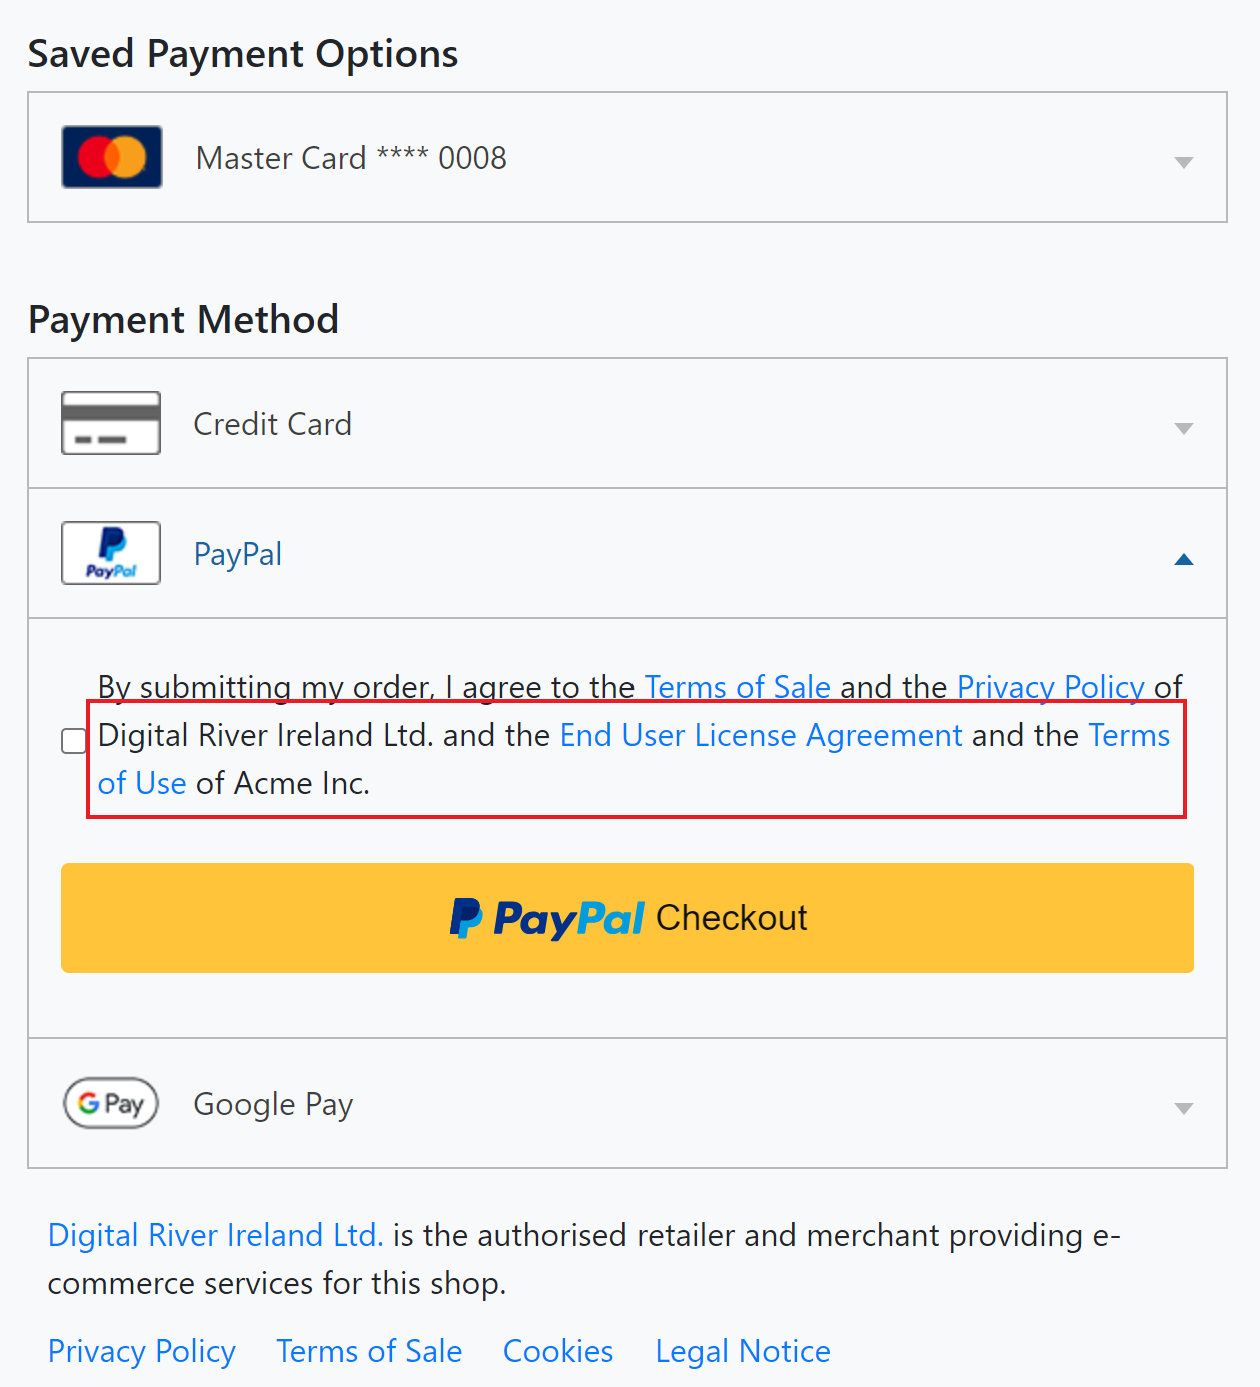 Saved Payment Options
Master Card **** 0008
Payment Method
Credit Card
PayPal
PayPal
By submitting my order, I agree to the Terms of Sale and the Privacy Policy of
Digital River Ireland Ltd. and the End User License Agreement and the Terms
of Use of Acme Inc.
PayPal Checkout
G Pay
Google Pay
Digital River Ireland Ltd. is the authorised retailer and merchant providing e-
commerce services for this shop.
Privacy Policy Terms of Sale Cookies Legal Notice